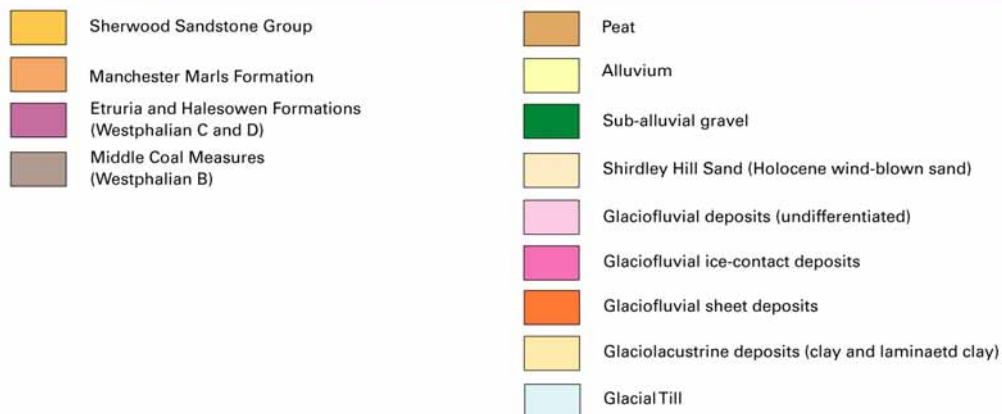 Sherwood Sandstone Group
Manchester Marls Formation
Etruria and Halesowen Formations
(Westphalian C and D)
Middle Coal Measures
(Westphalian B)
Peat
Alluvium
Sub-alluvial gravel
Shirdley Hill Sand (Holocene wind-blown sand)
Glaciofluvial deposits (undifferentiated)
Glaciofluvial ice-contact deposits
Glaciofluvial sheet deposits
Glaciolacustrine deposits (clay and laminaetd clay)
Glacial Till